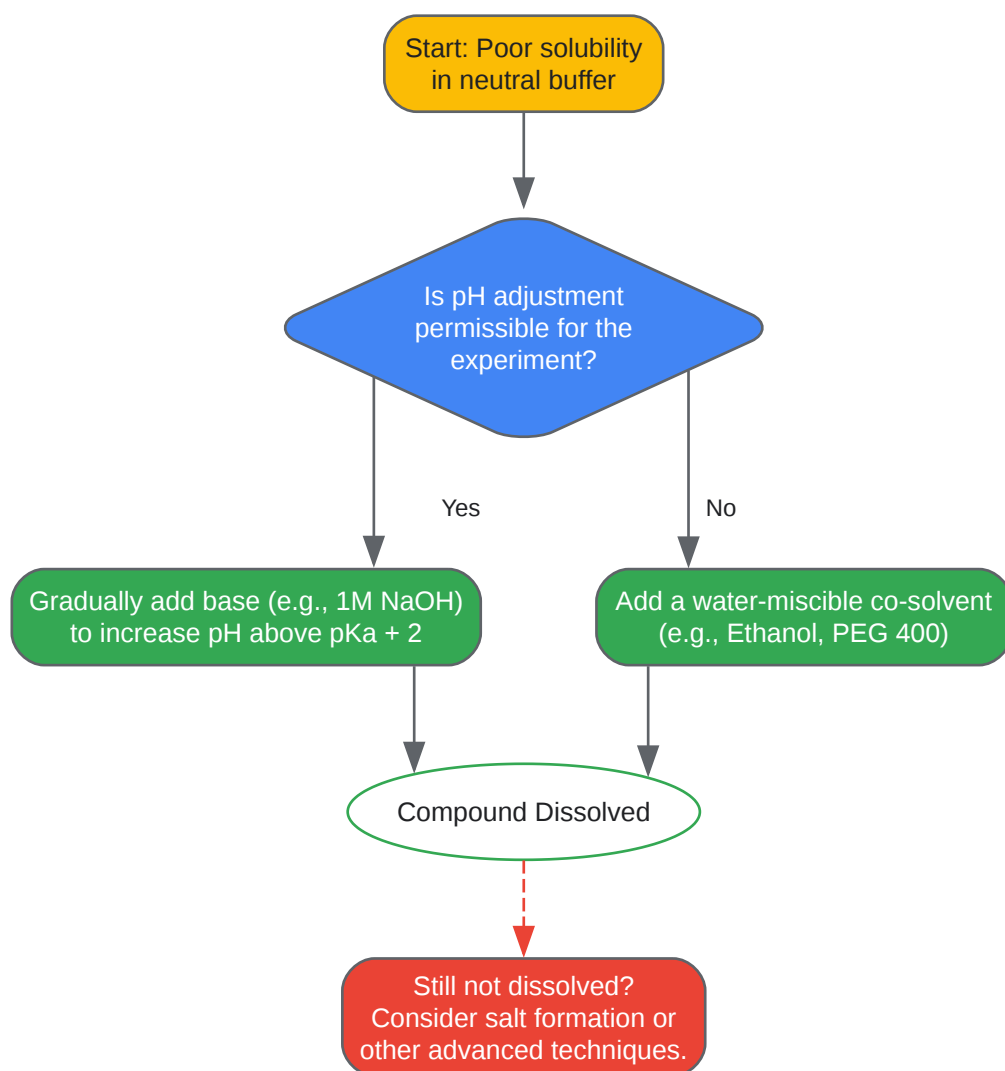 Start: Poor solubility
in neutral buffer
Is pH adjustment
permissible for the
experiment?
Yes
No
Gradually add base (e.g., 1M NaOH)
to increase pH above pKa + 2
Add a water-miscible co-solvent
(e.g., Ethanol, PEG 400)
Compound Dissolved
Still not dissolved?
Consider salt formation or
other advanced techniques.